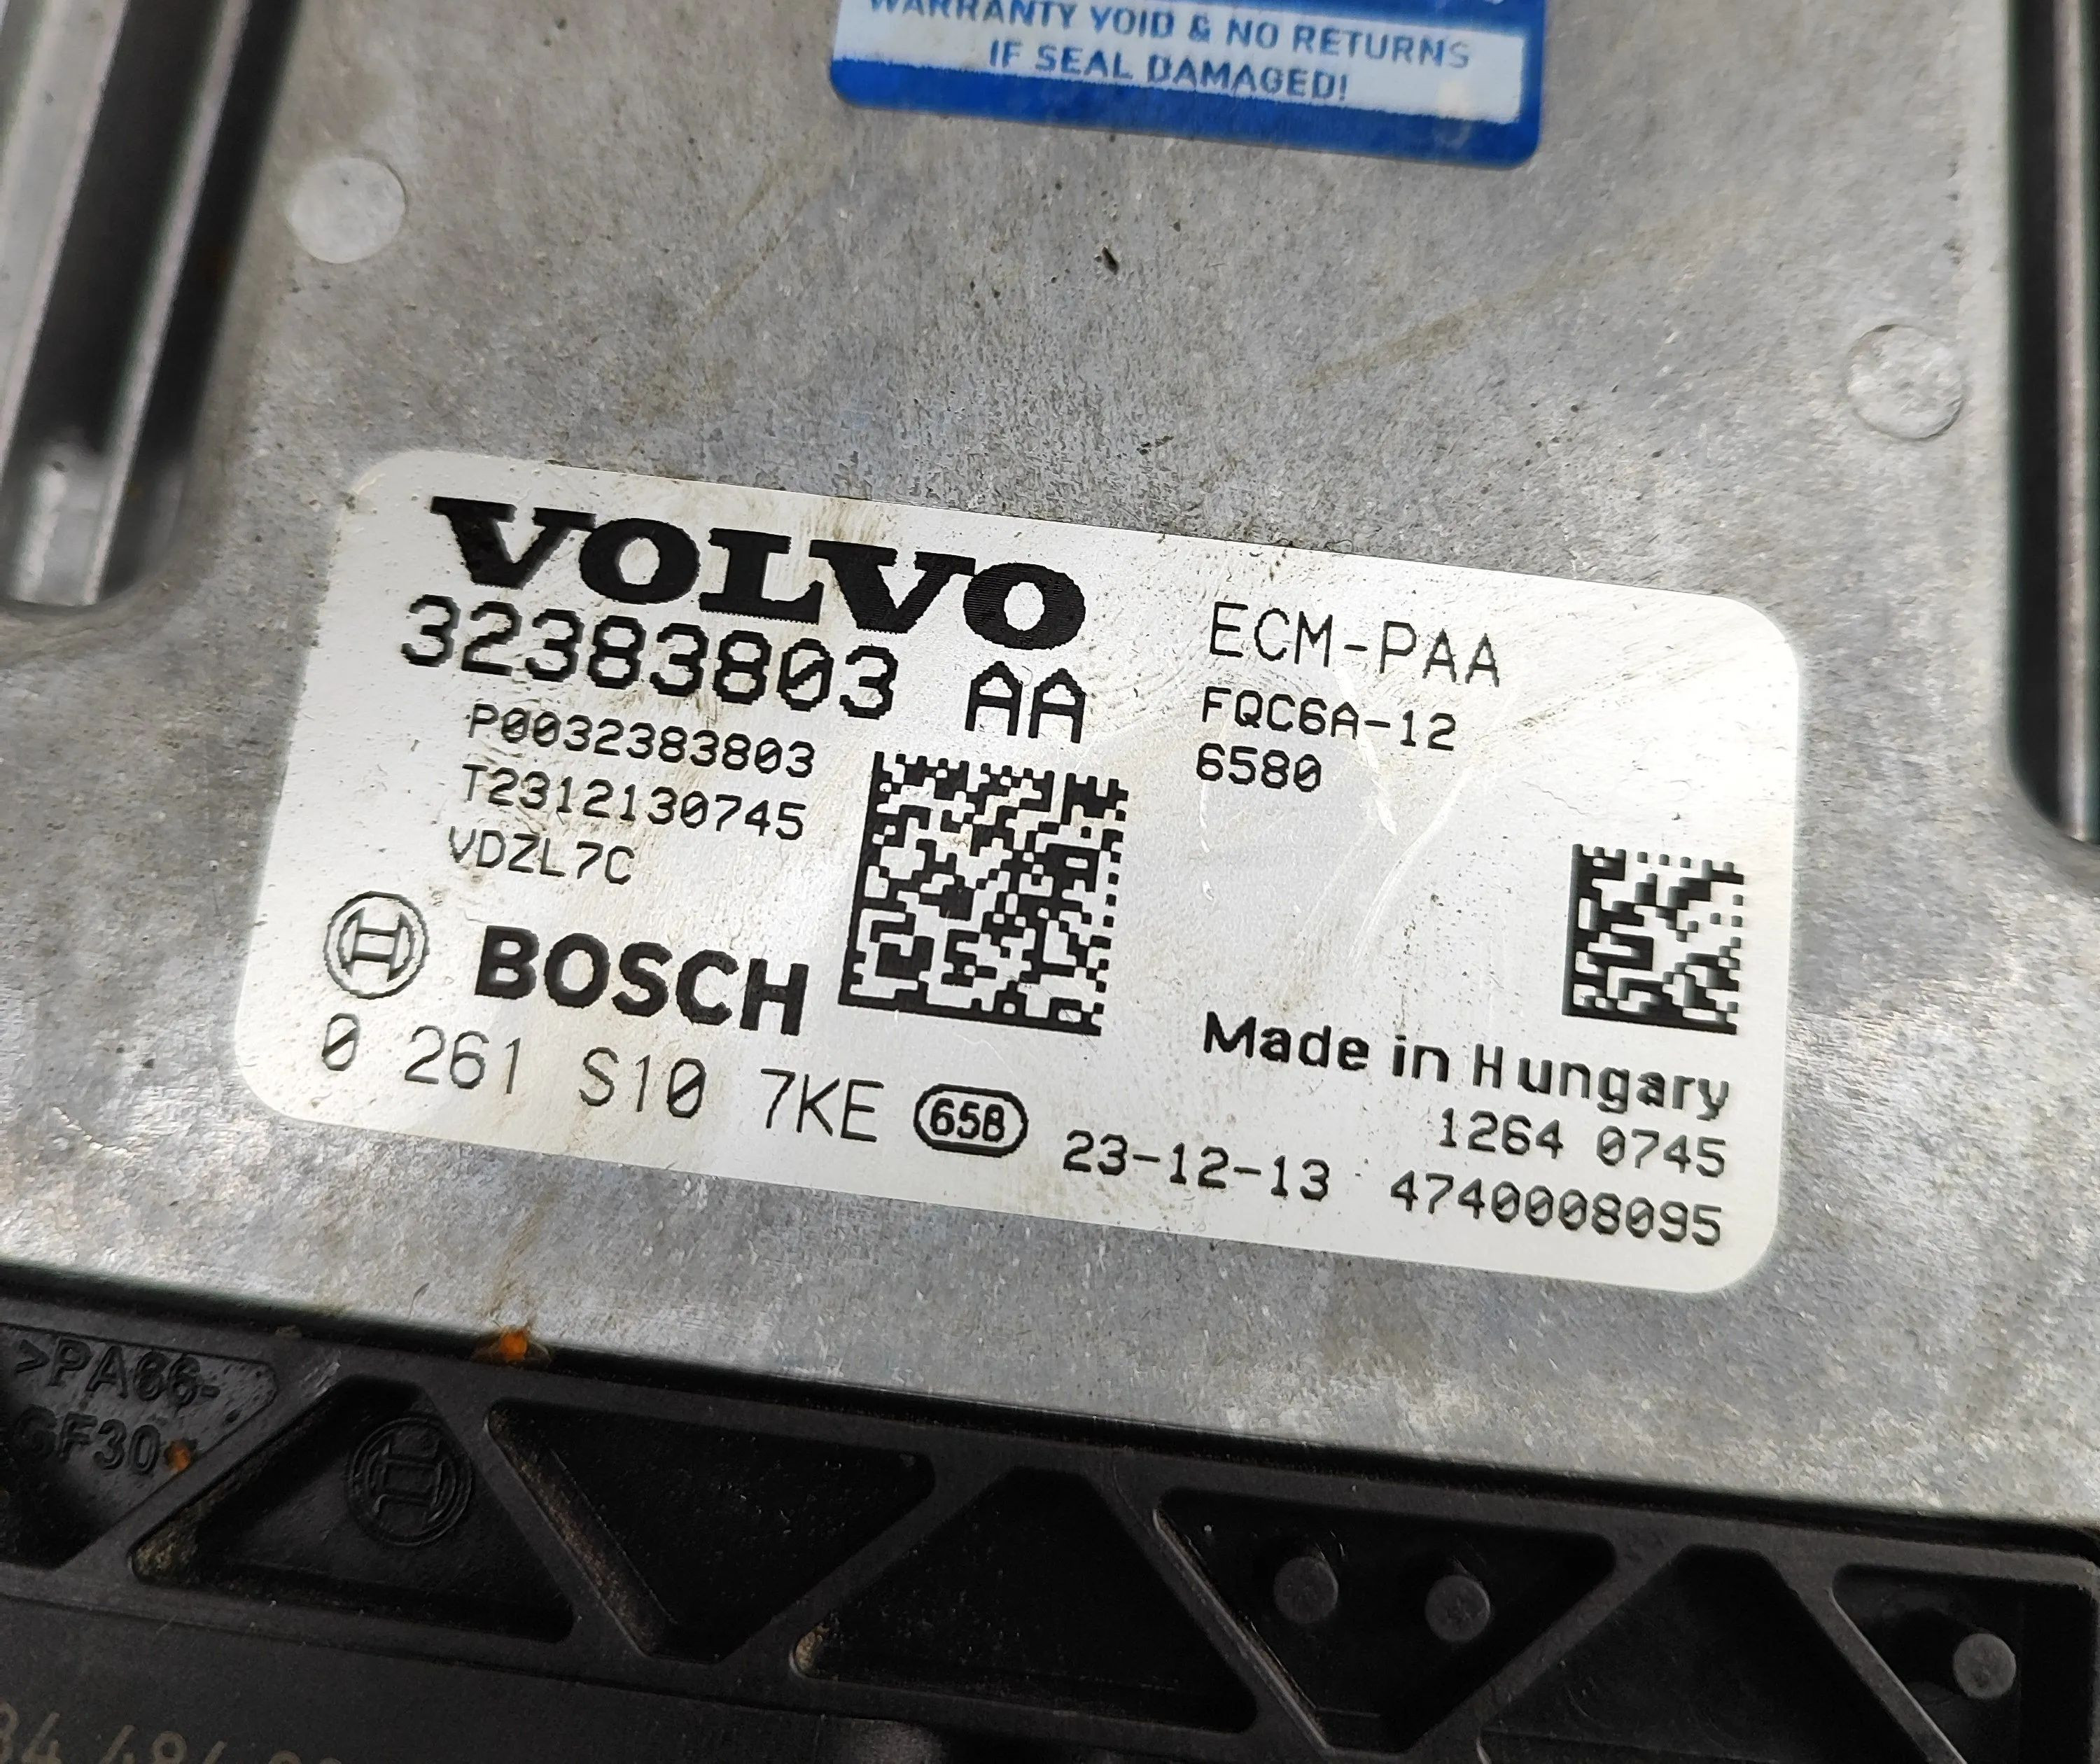 WARRANTY VOID & NO RETURNS
IF SEAL DAMAGED!
VOLVO
32383803 AA
P0032383803
T2312130745
VDZL7C
ECM-PAA
FQC6A-12
6580
BOSCH
0 261 S10 7KE
65B
Made in Hungary
1264 0745
23-12-13 4740008095
>PA66-
GF30